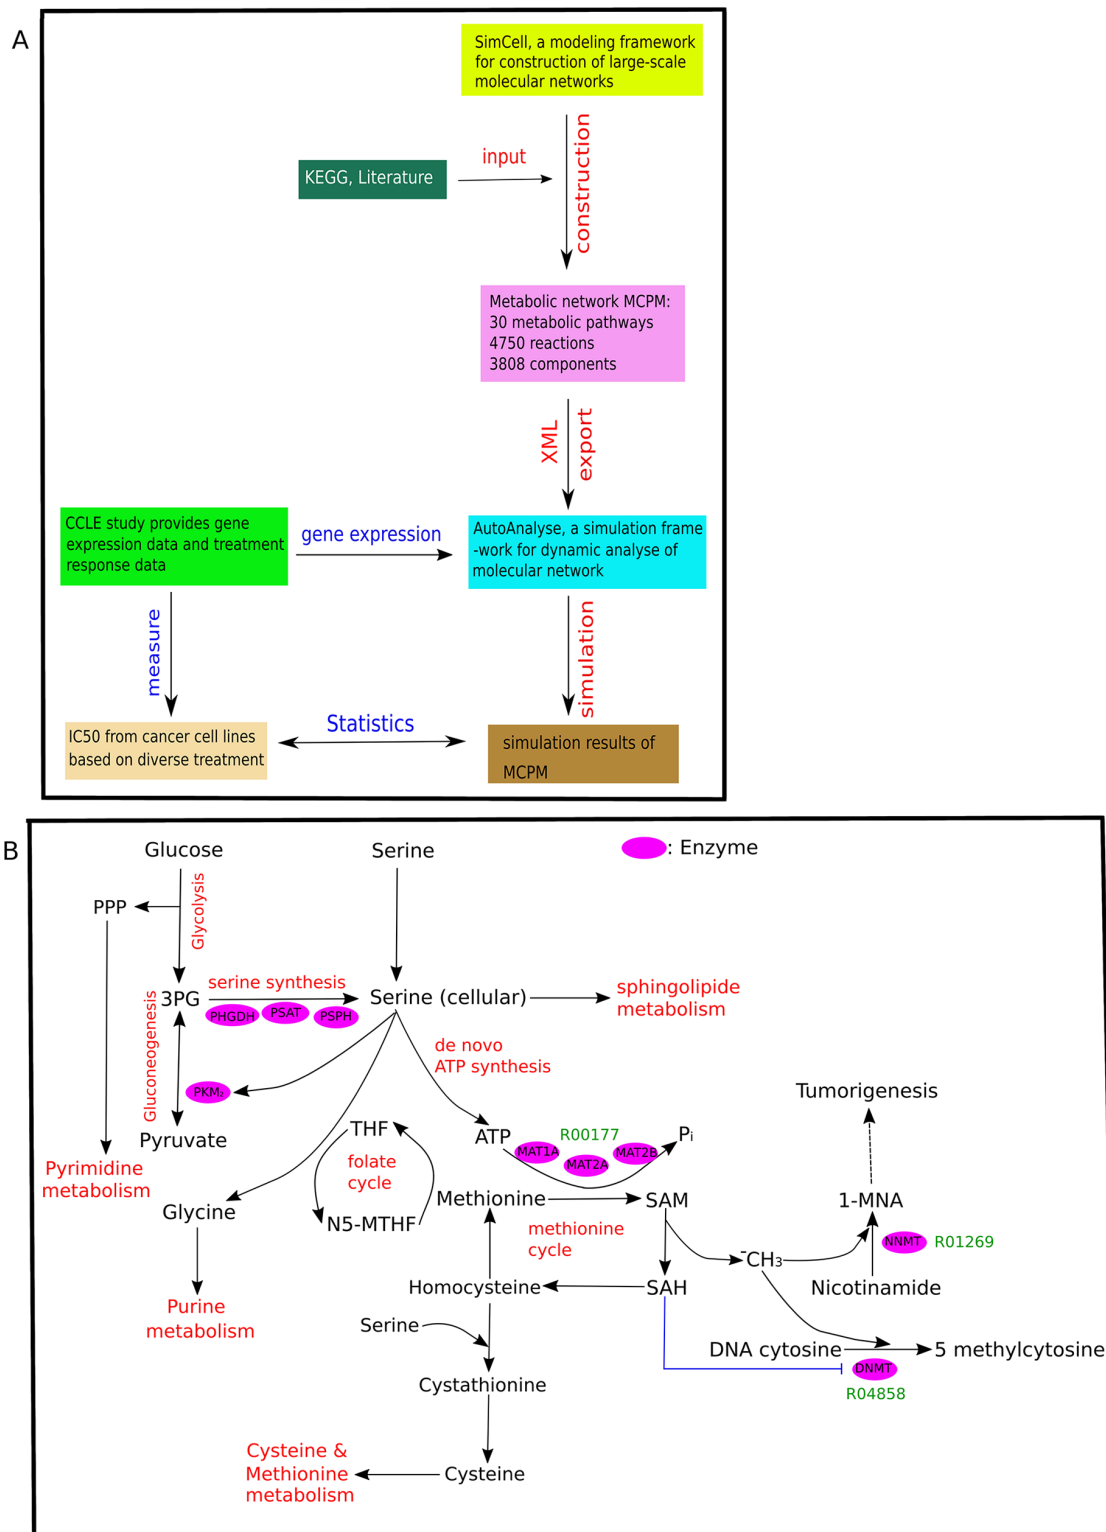 A
SimCell, a modeling framework
for construction of large-scale
molecular networks
input
construction
KEGG, Literature
Metabolic network MCPM:
30 metabolic pathways
4750 reactions
3808 components
XML
export
CCLE study provides gene
expression data and treatment
response data
gene expression
AutoAnalyse, a simulation frame
-work for dynamic analyse of
molecular network
measure
simulation
IC50 from cancer cell lines
based on diverse treatment
Statistics
simulation results of
MCPM
B
Glucose
Serine
: Enzyme
PPP
Glycolysis
3PG
serine synthesis
PHGDH
PSAT
PSPH
Serine (cellular)
sphingolipide
metabolism
Gluconeogenesis
de novo
ATP synthesis
PKM₂
Pyruvate
Pyrimidine
metabolism
THF
folate
cycle
N5-MTHF
Glycine
Purine
metabolism
ATP
R00177
MAT1A
MAT2A
MAT2B
Pi
Methionine
SAM
methionine
cycle
Tumorigenesis
1-MNA
NNMT
R01269
⁻CH₃
Nicotinamide
Homocysteine
SAH
Serine
DNA cytosine
5 methylcytosine
DNMT
R04858
Cystathionine
Cysteine &
Methionine
metabolism
Cysteine